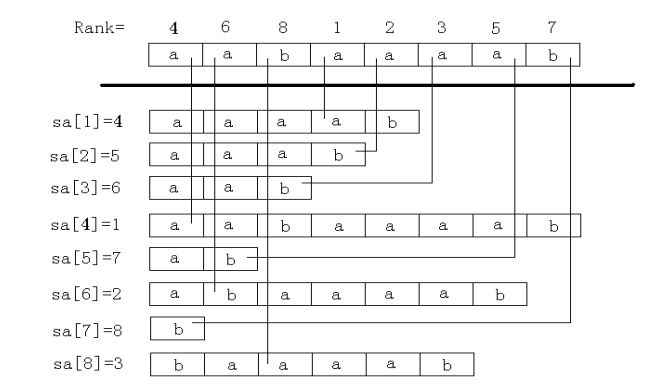 Rank= 4 6 8 1 2 3 5 7
a a b a a a a b
sa[1]=4 a a a a b
sa[2]=5 a a a b
sa[3]=6 a a b
sa[4]=1 a a b a a a a b
sa[5]=7 a b
sa[6]=2 a b a a a a b
sa[7]=8 b
sa[8]=3 b a a a a b